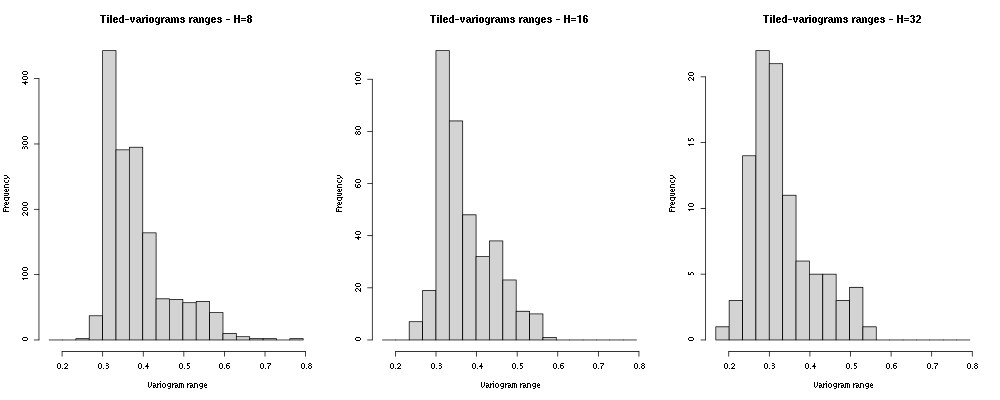 Tiled-variograms ranges - H=8
Frequency
0 100 200 300 400
0.2 0.3 0.4 0.5 0.6 0.7 0.8
Variogram range
Tiled-variograms ranges - H=16
Frequency
0 20 40 60 80 100
0.2 0.3 0.4 0.5 0.6 0.7 0.8
Variogram range
Tiled-variograms ranges - H=32
Frequency
0 5 10 15 20
0.2 0.3 0.4 0.5 0.6 0.7 0.8
Variogram range